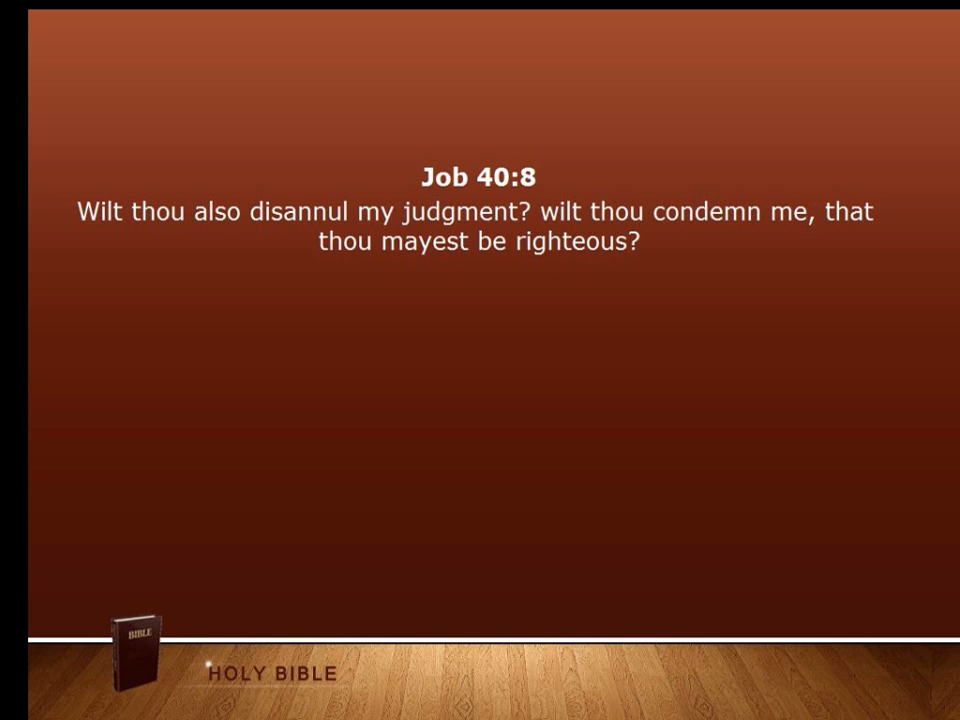 Job 40:8
Wilt thou also disannul my judgment? wilt thou condemn me, that
thou mayest be righteous?
BIBLE
HOLY BIBLE